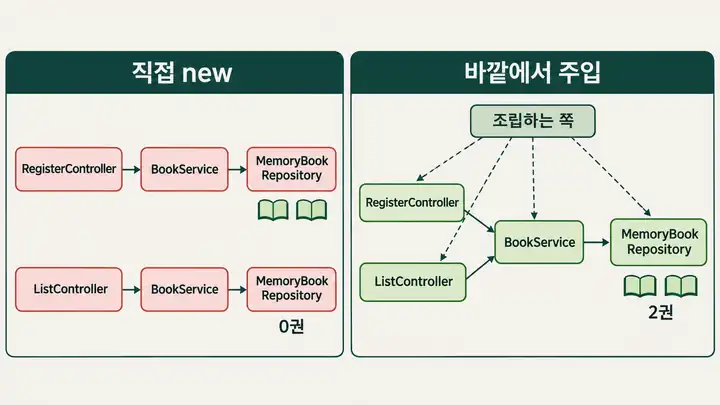 직접 new
RegisterController
BookService
MemoryBook
Repository
ListController
BookService
MemoryBook
Repository
0권
바깥에서 주입
조립하는 쪽
RegisterController
ListController
BookService
MemoryBook
Repository
2권